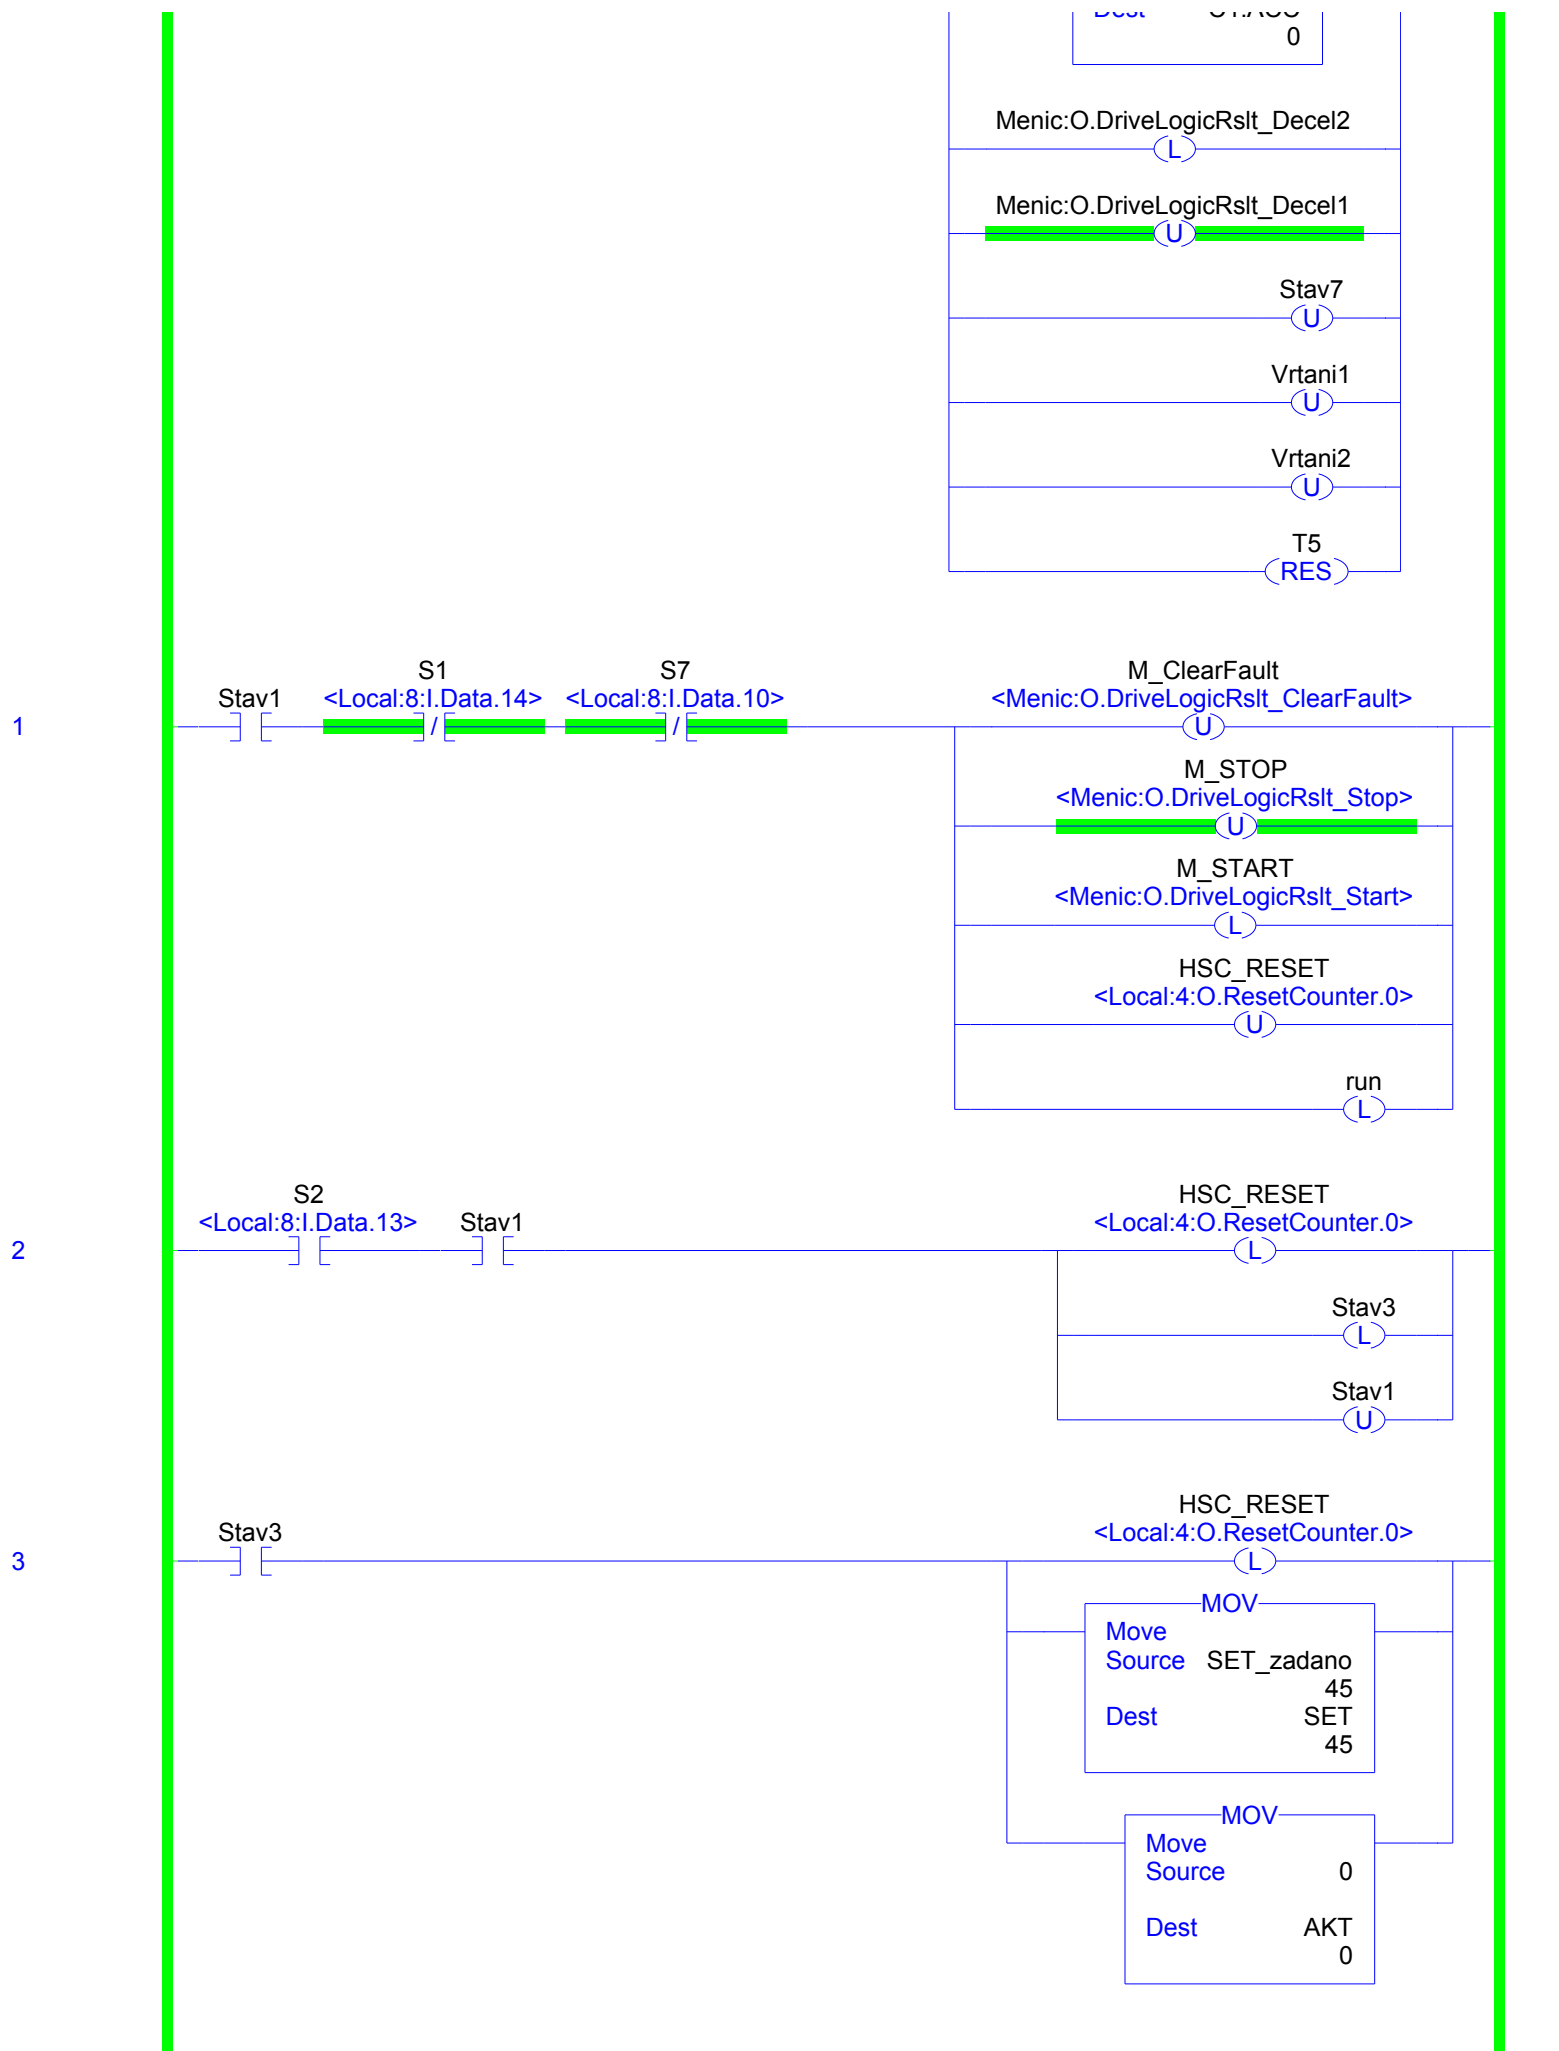 Dest
0
Menic:O.DriveLogicRslt_Decel2
L
Menic:O.DriveLogicRslt_Decel1
U
Stav7
U
Vrtani1
U
Vrtani2
U
T5
RES
S1 S7 M_ClearFault
Stav1 <Local:8:I.Data.14> <Local:8:I.Data.10> <Menic:O.DriveLogicRslt_ClearFault>
1 / / U
M_STOP
<Menic:O.DriveLogicRslt_Stop>
U
M_START
<Menic:O.DriveLogicRslt_Start>
L
HSC_RESET
<Local:4:O.ResetCounter.0>
U
run
L
S2 HSC_RESET
<Local:8:I.Data.13> Stav1 <Local:4:O.ResetCounter.0>
2 L
Stav3
L
Stav1
U
HSC_RESET
Stav3 <Local:4:O.ResetCounter.0>
3 L
MOV
Move
Source SET_zadano
45
Dest SET
45
MOV
Move
Source 0
Dest AKT
0